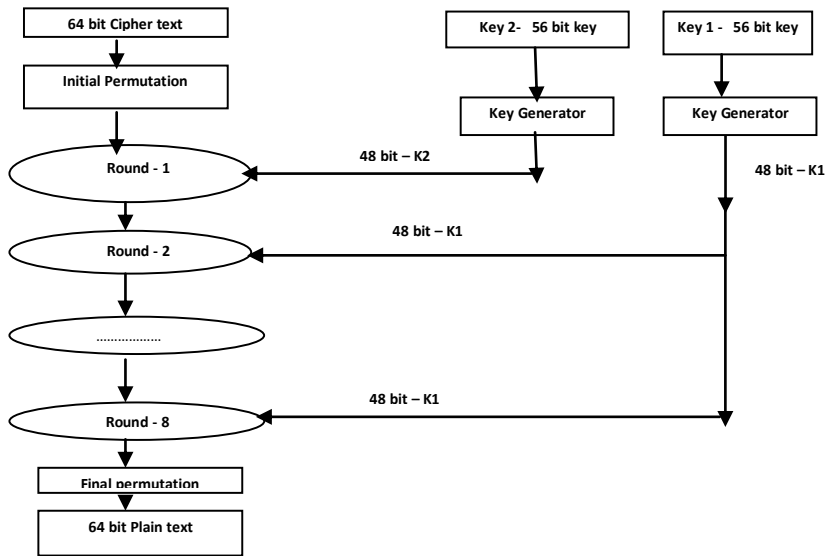 64 bit Cipher text
Key 2- 56 bit key
Key 1 - 56 bit key
Initial Permutation
Key Generator
Key Generator
48 bit – K2
Round - 1
48 bit – K1
48 bit – K1
Round - 2
..................
48 bit – K1
Round - 8
Final permutation
64 bit Plain text